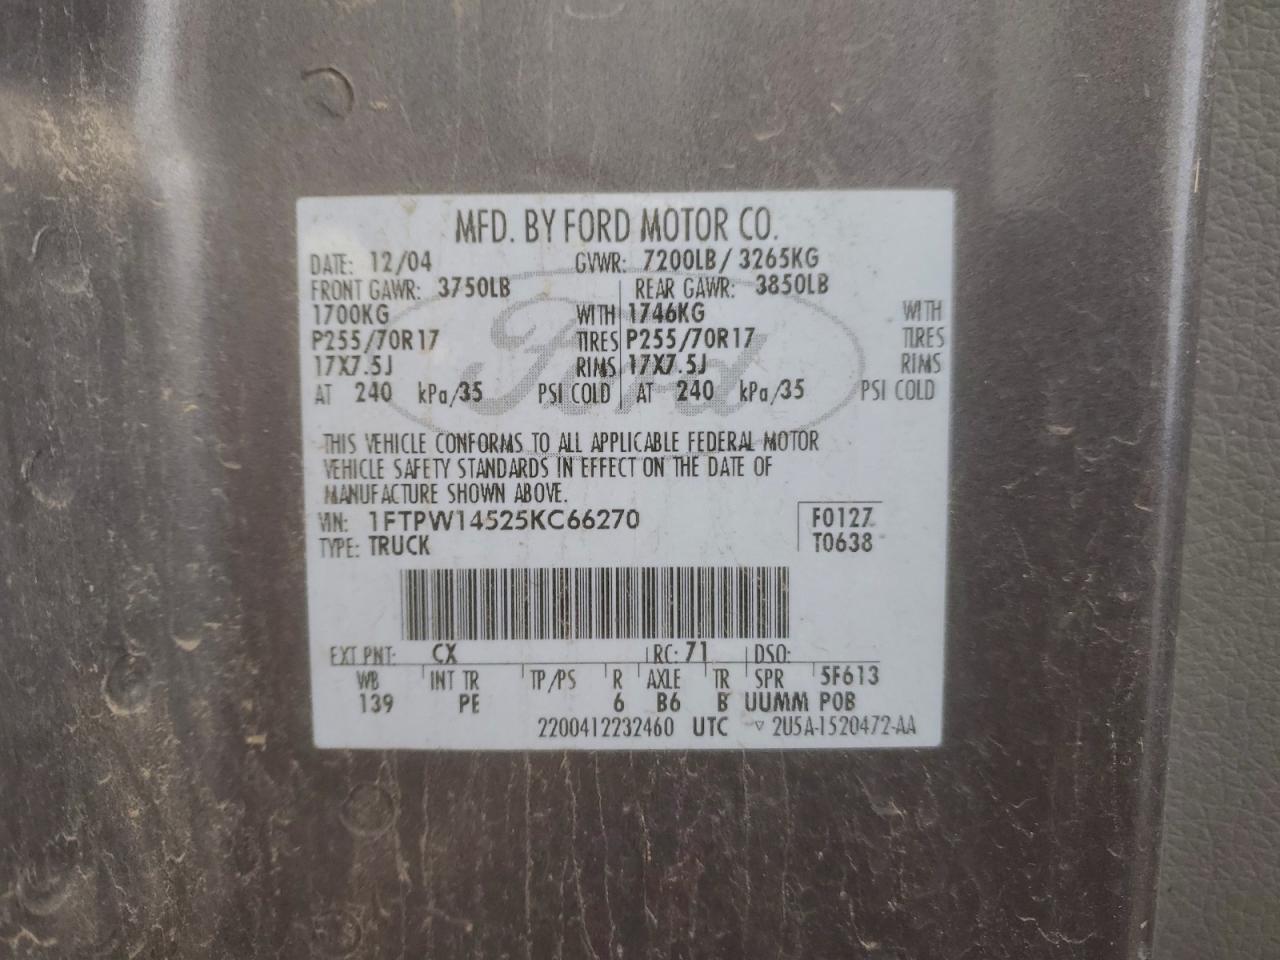 MFD. BY FORD MOTOR CO.
DATE: 12/04 GVWR: 7200LB/ 3265KG
FRONT GAWR: 3750LB REAR GAWR: 3850LB
1700KG WITH 1746KG WITH
P255/70R17 TIRES P255/70R17 TIRES
17X7.5J RIMS 17X7.5J RIMS
AT 240 kPa/35 PSI COLD AT 240 kPa/35 PSI COLD
Ford
THIS VEHICLE CONFORMS TO ALL APPLICABLE FEDERAL MOTOR
VEHICLE SAFETY STANDARDS IN EFFECT ON THE DATE OF
MANUFACTURE SHOWN ABOVE.
VIN: 1FTPW14525KC66270 F0127
TYPE: TRUCK T0638
EXT PNT: CX RC: 71 DSO:
WB INT TR TP/PS R AXLE TR SPR 5F613
139 PE 6 B6 B UUMM POB
2200412232460 UTC ▽ 2U5A-1520472-AA